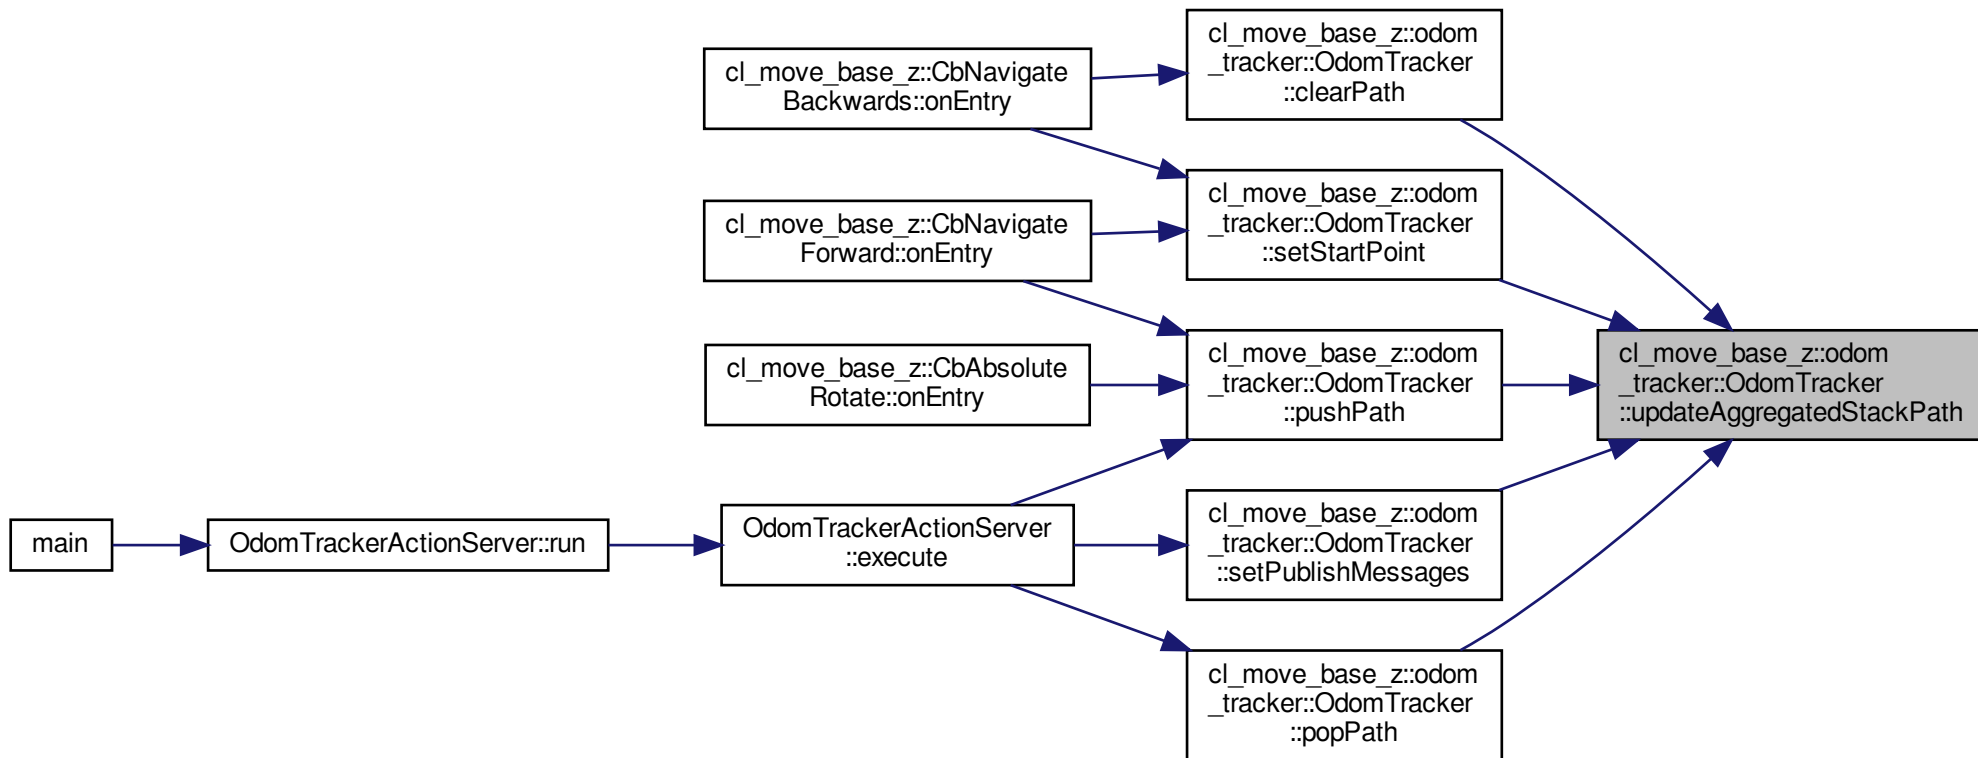 cl_move_base_z::odom
_tracker::OdomTracker
::clearPath
cl_move_base_z::CbNavigate
Backwards::onEntry
cl_move_base_z::odom
_tracker::OdomTracker
::setStartPoint
cl_move_base_z::CbNavigate
Forward::onEntry
cl_move_base_z::odom
_tracker::OdomTracker
::pushPath
cl_move_base_z::CbAbsolute
Rotate::onEntry
cl_move_base_z::odom
_tracker::OdomTracker
::updateAggregatedStackPath
main
OdomTrackerActionServer::run
OdomTrackerActionServer
::execute
cl_move_base_z::odom
_tracker::OdomTracker
::setPublishMessages
cl_move_base_z::odom
_tracker::OdomTracker
::popPath